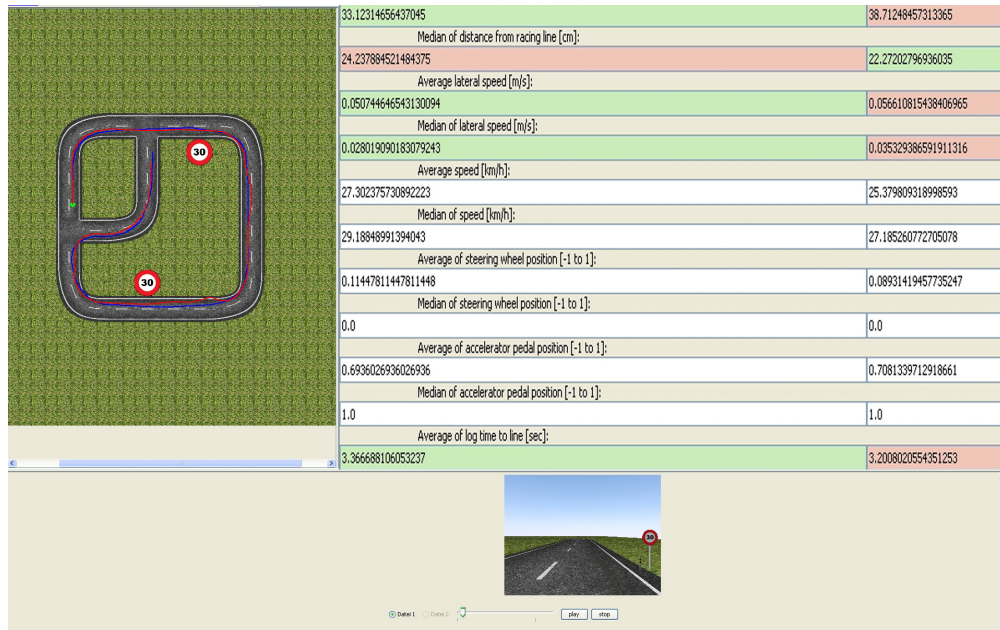 33.12314656437045 38.71248457313365
Median of distance from racing line [cm]:
24.237884521484375 22.27202796936035
Average lateral speed [m/s]:
0.050744646543130094 0.056610815438406965
Median of lateral speed [m/s]:
0.028019090183079243 0.035329386591911316
Average speed [km/h]:
27.302375730892223 25.379809318998593
Median of speed [km/h]:
29.18848991394043 27.185260772705078
Average of steering wheel position [-1 to 1]:
0.11447811447811448 0.08931419457735247
Median of steering wheel position [-1 to 1]:
0.0 0.0
Average of accelerator pedal position [-1 to 1]:
0.6936026936026936 0.7081339712918661
Median of accelerator pedal position [-1 to 1]:
1.0 1.0
Average of log time to line [sec]:
3.366688106053237 3.2008020554351253
30
30
30
Datei 1 Datei 2 play stop